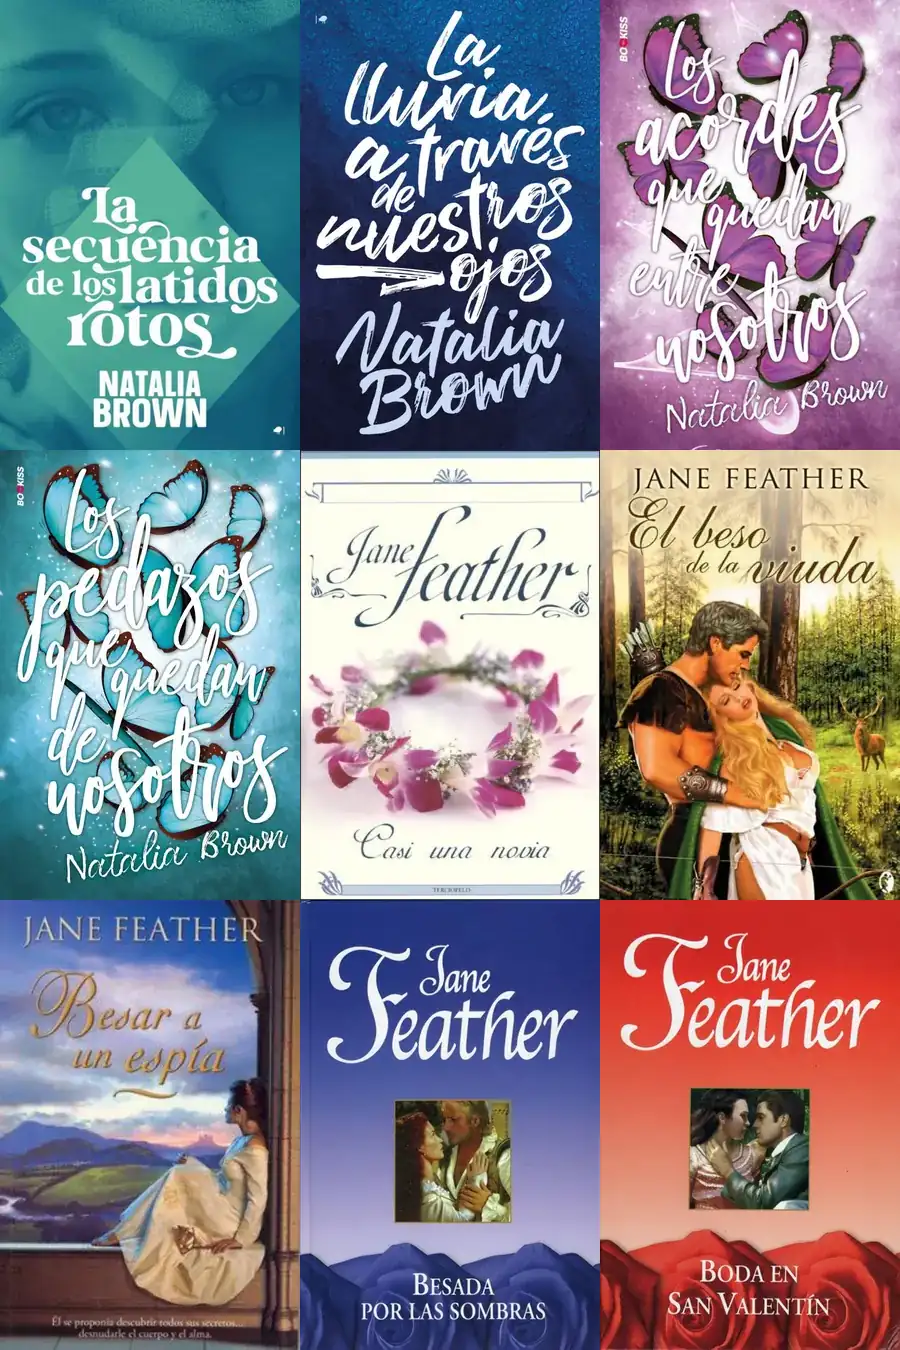 La
secuencia
de los latidos
rotos
NATALIA
BROWN
La
lluvia
a través
de
nuestros
ojos
Natalia
Brown
BOOKISS
Los
acordes
que
quedan
entre
nosotros
Natalia Brown
BOOKISS
Los
pedazos
que
quedan
de
nosotros
Natalia Brown
Jane
feather
Casi una novia
TERCIOPELO
JANE FEATHER
El beso
de la viuda
JANE FEATHER
Besar a
un espía
Él se proponía descubrir todos sus secretos...
desnudarle el cuerpo y el alma.
Jane
Feather
BESADA
POR LAS SOMBRAS
Jane
Feather
BODA EN
SAN VALENTÍN